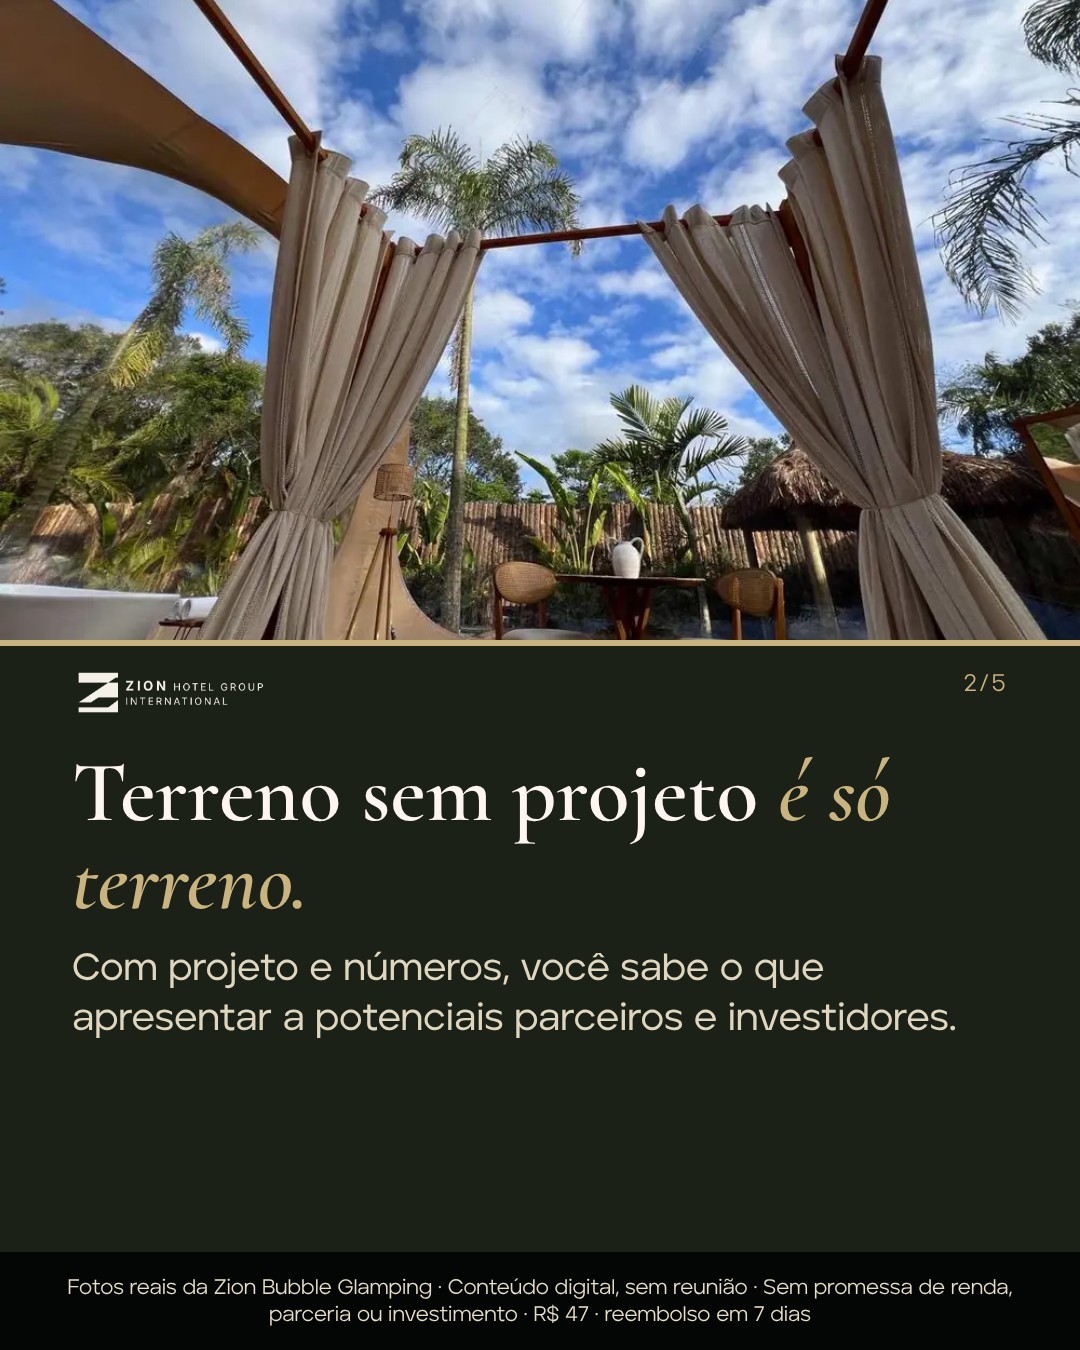 ZION HOTEL GROUP
INTERNATIONAL
2/5
Terreno sem projeto é só
terreno.
Com projeto e números, você sabe o que
apresentar a potenciais parceiros e investidores.
Fotos reais da Zion Bubble Glamping · Conteúdo digital, sem reunião · Sem promessa de renda,
parceria ou investimento · R$ 47 · reembolso em 7 dias